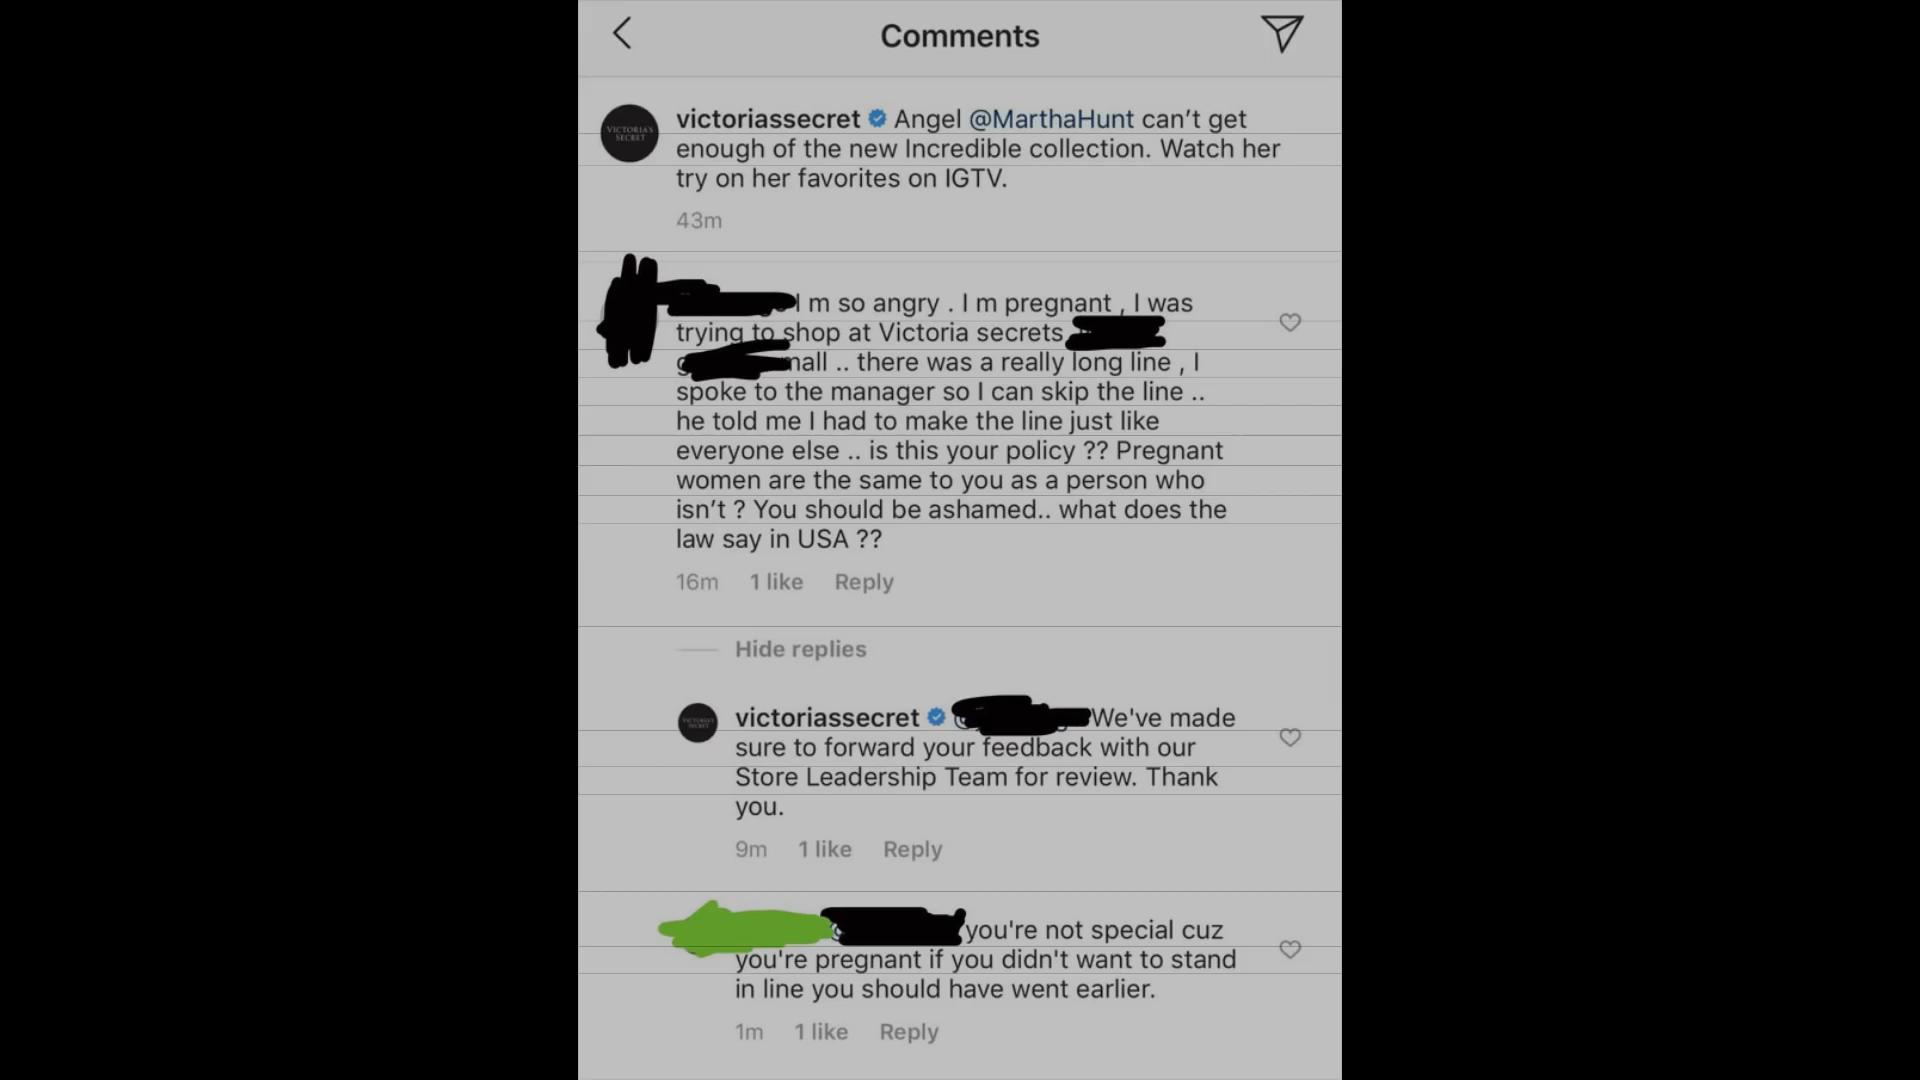 Comments
VICTORIA'S
SECRET
victoriassecret Angel @MarthaHunt can't get
enough of the new Incredible collection. Watch her
try on her favorites on IGTV.
43m
I m so angry . I m pregnant , I was
trying to shop at Victoria secrets
mall .. there was a really long line , I
spoke to the manager so I can skip the line ..
he told me I had to make the line just like
everyone else .. is this your policy ?? Pregnant
women are the same to you as a person who
isn't ? You should be ashamed.. what does the
law say in USA ??
16m 1 like Reply
Hide replies
VICTORIA'S
SECRET
victoriassecret We've made
sure to forward your feedback with our
Store Leadership Team for review. Thank
you.
9m 1 like Reply
you're not special cuz
you're pregnant if you didn't want to stand
in line you should have went earlier.
1m 1 like Reply